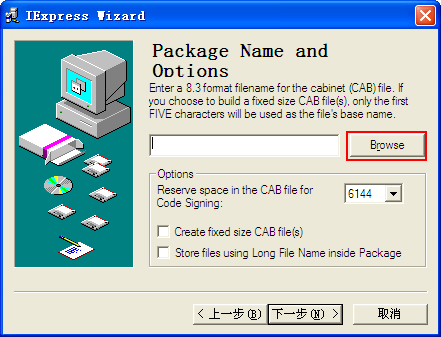 IExpress Wizard
Package Name and
Options
Enter a 8.3 format filename for the cabinet (CAB) file. If
you choose to build a fixed size CAB file(s), only the first
FIVE characters will be used as the file's base name.
Browse
Options
Reserve space in the CAB file for
Code Signing:
6144
Create fixed size CAB file(s)
Store files using Long File Name inside Package
< 上一步(B) 下一步(N) > 取消